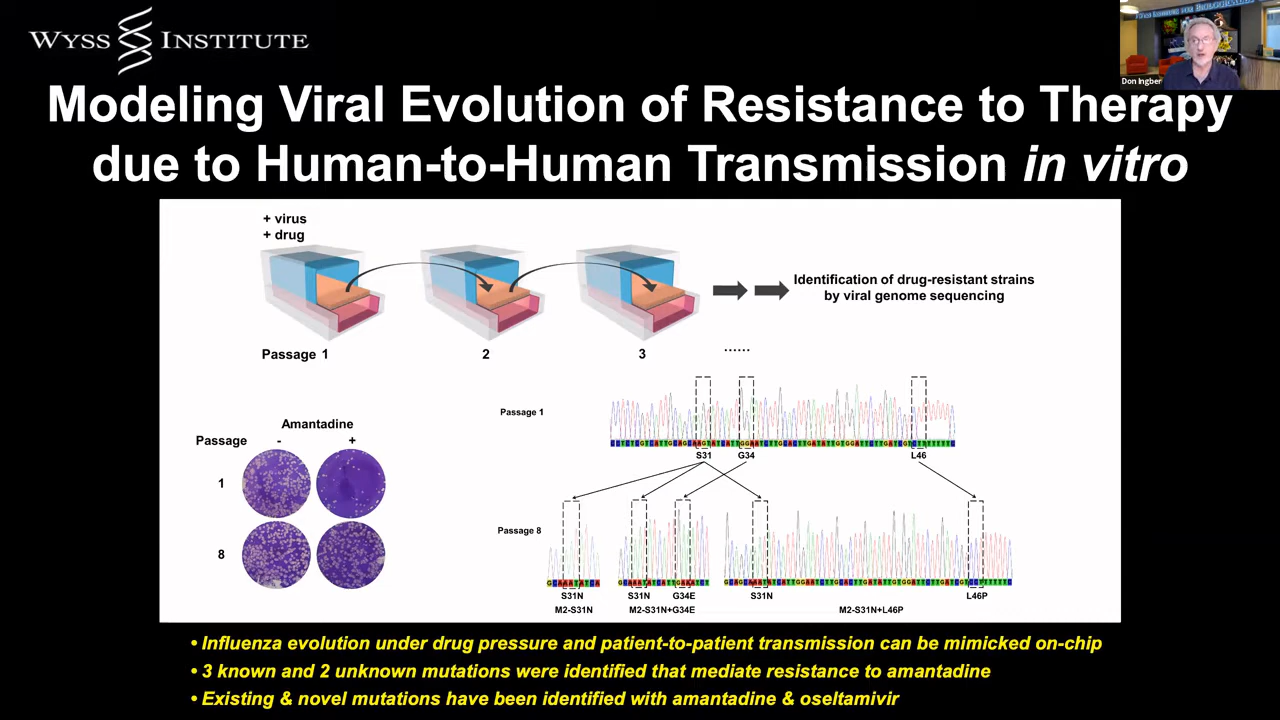 WYSS INSTITUTE
Don Ingber
Modeling Viral Evolution of Resistance to Therapy
due to Human-to-Human Transmission in vitro
+ virus
+ drug
Identification of drug-resistant strains
by viral genome sequencing
Passage 1
2
3
......
Passage 1
S31
G34
L46
Amantadine
Passage
-
+
1
8
Passage 8
GCAAATATCA
S31N
S31N
G34E
S31N
L46P
M2-S31N
M2-S31N+G34E
M2-S31N+L46P
• Influenza evolution under drug pressure and patient-to-patient transmission can be mimicked on-chip
• 3 known and 2 unknown mutations were identified that mediate resistance to amantadine
• Existing & novel mutations have been identified with amantadine & oseltamivir